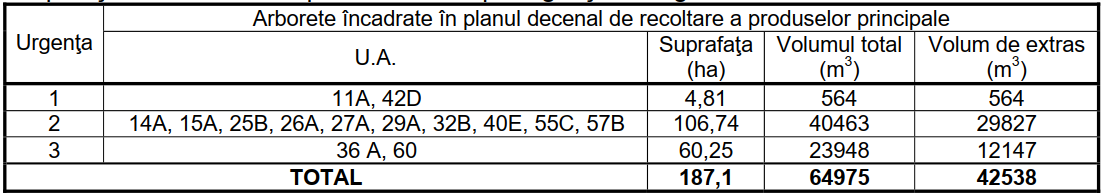 Arborete încadrate în planul decenal de recoltare a produselor principale
Urgenţa U.A. Suprafaţa (ha) Volumul total (m³) Volum de extras (m³)
1 11A, 42D 4,81 564 564
2 14A, 15A, 25B, 26A, 27A, 29A, 32B, 40E, 55C, 57B 106,74 40463 29827
3 36 A, 60 60,25 23948 12147
TOTAL 187,1 64975 42538